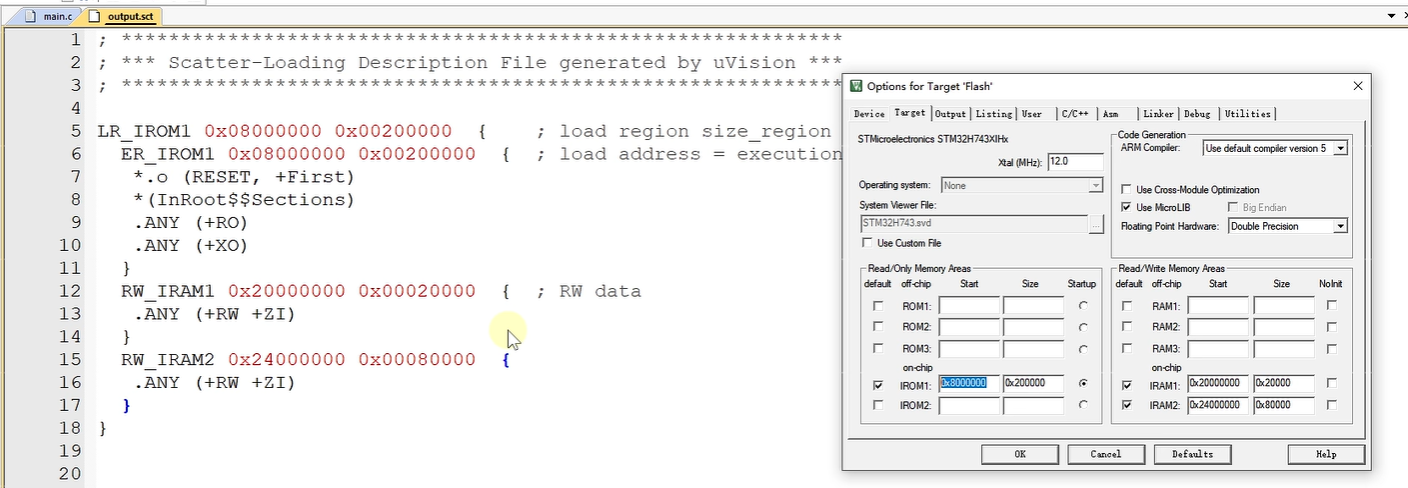 main.c
output.sct
1 ; *************************************************************
2 ; *** Scatter-Loading Description File generated by uVision ***
3 ; *************************************************************
4
5 LR_IROM1 0x08000000 0x00200000  {    ; load region size_region
6   ER_IROM1 0x08000000 0x00200000  {  ; load address = execution
7    *.o (RESET, +First)
8    *(InRoot$$Sections)
9    .ANY (+RO)
10    .ANY (+XO)
11   }
12   RW_IRAM1 0x20000000 0x00020000  {  ; RW data
13    .ANY (+RW +ZI)
14   }
15   RW_IRAM2 0x24000000 0x00080000  {
16    .ANY (+RW +ZI)
17   }
18 }
19
20
Options for Target 'Flash'
Device Target Output Listing User C/C++ Asm Linker Debug Utilities
STMicroelectronics STM32H743XIHx
Xtal (MHz): 12.0
Operating system: None
System Viewer File:
STM32H743.svd
...
Use Custom File
Code Generation
ARM Compiler: Use default compiler version 5
Use Cross-Module Optimization
Use MicroLIB Big Endian
Floating Point Hardware: Double Precision
Read/Only Memory Areas
default off-chip Start Size Startup
ROM1:
ROM2:
ROM3:
on-chip
IROM1: 0x8000000 0x200000
IROM2:
Read/Write Memory Areas
default off-chip Start Size NoInit
RAM1:
RAM2:
RAM3:
on-chip
IRAM1: 0x20000000 0x20000
IRAM2: 0x24000000 0x80000
OK Cancel Defaults Help